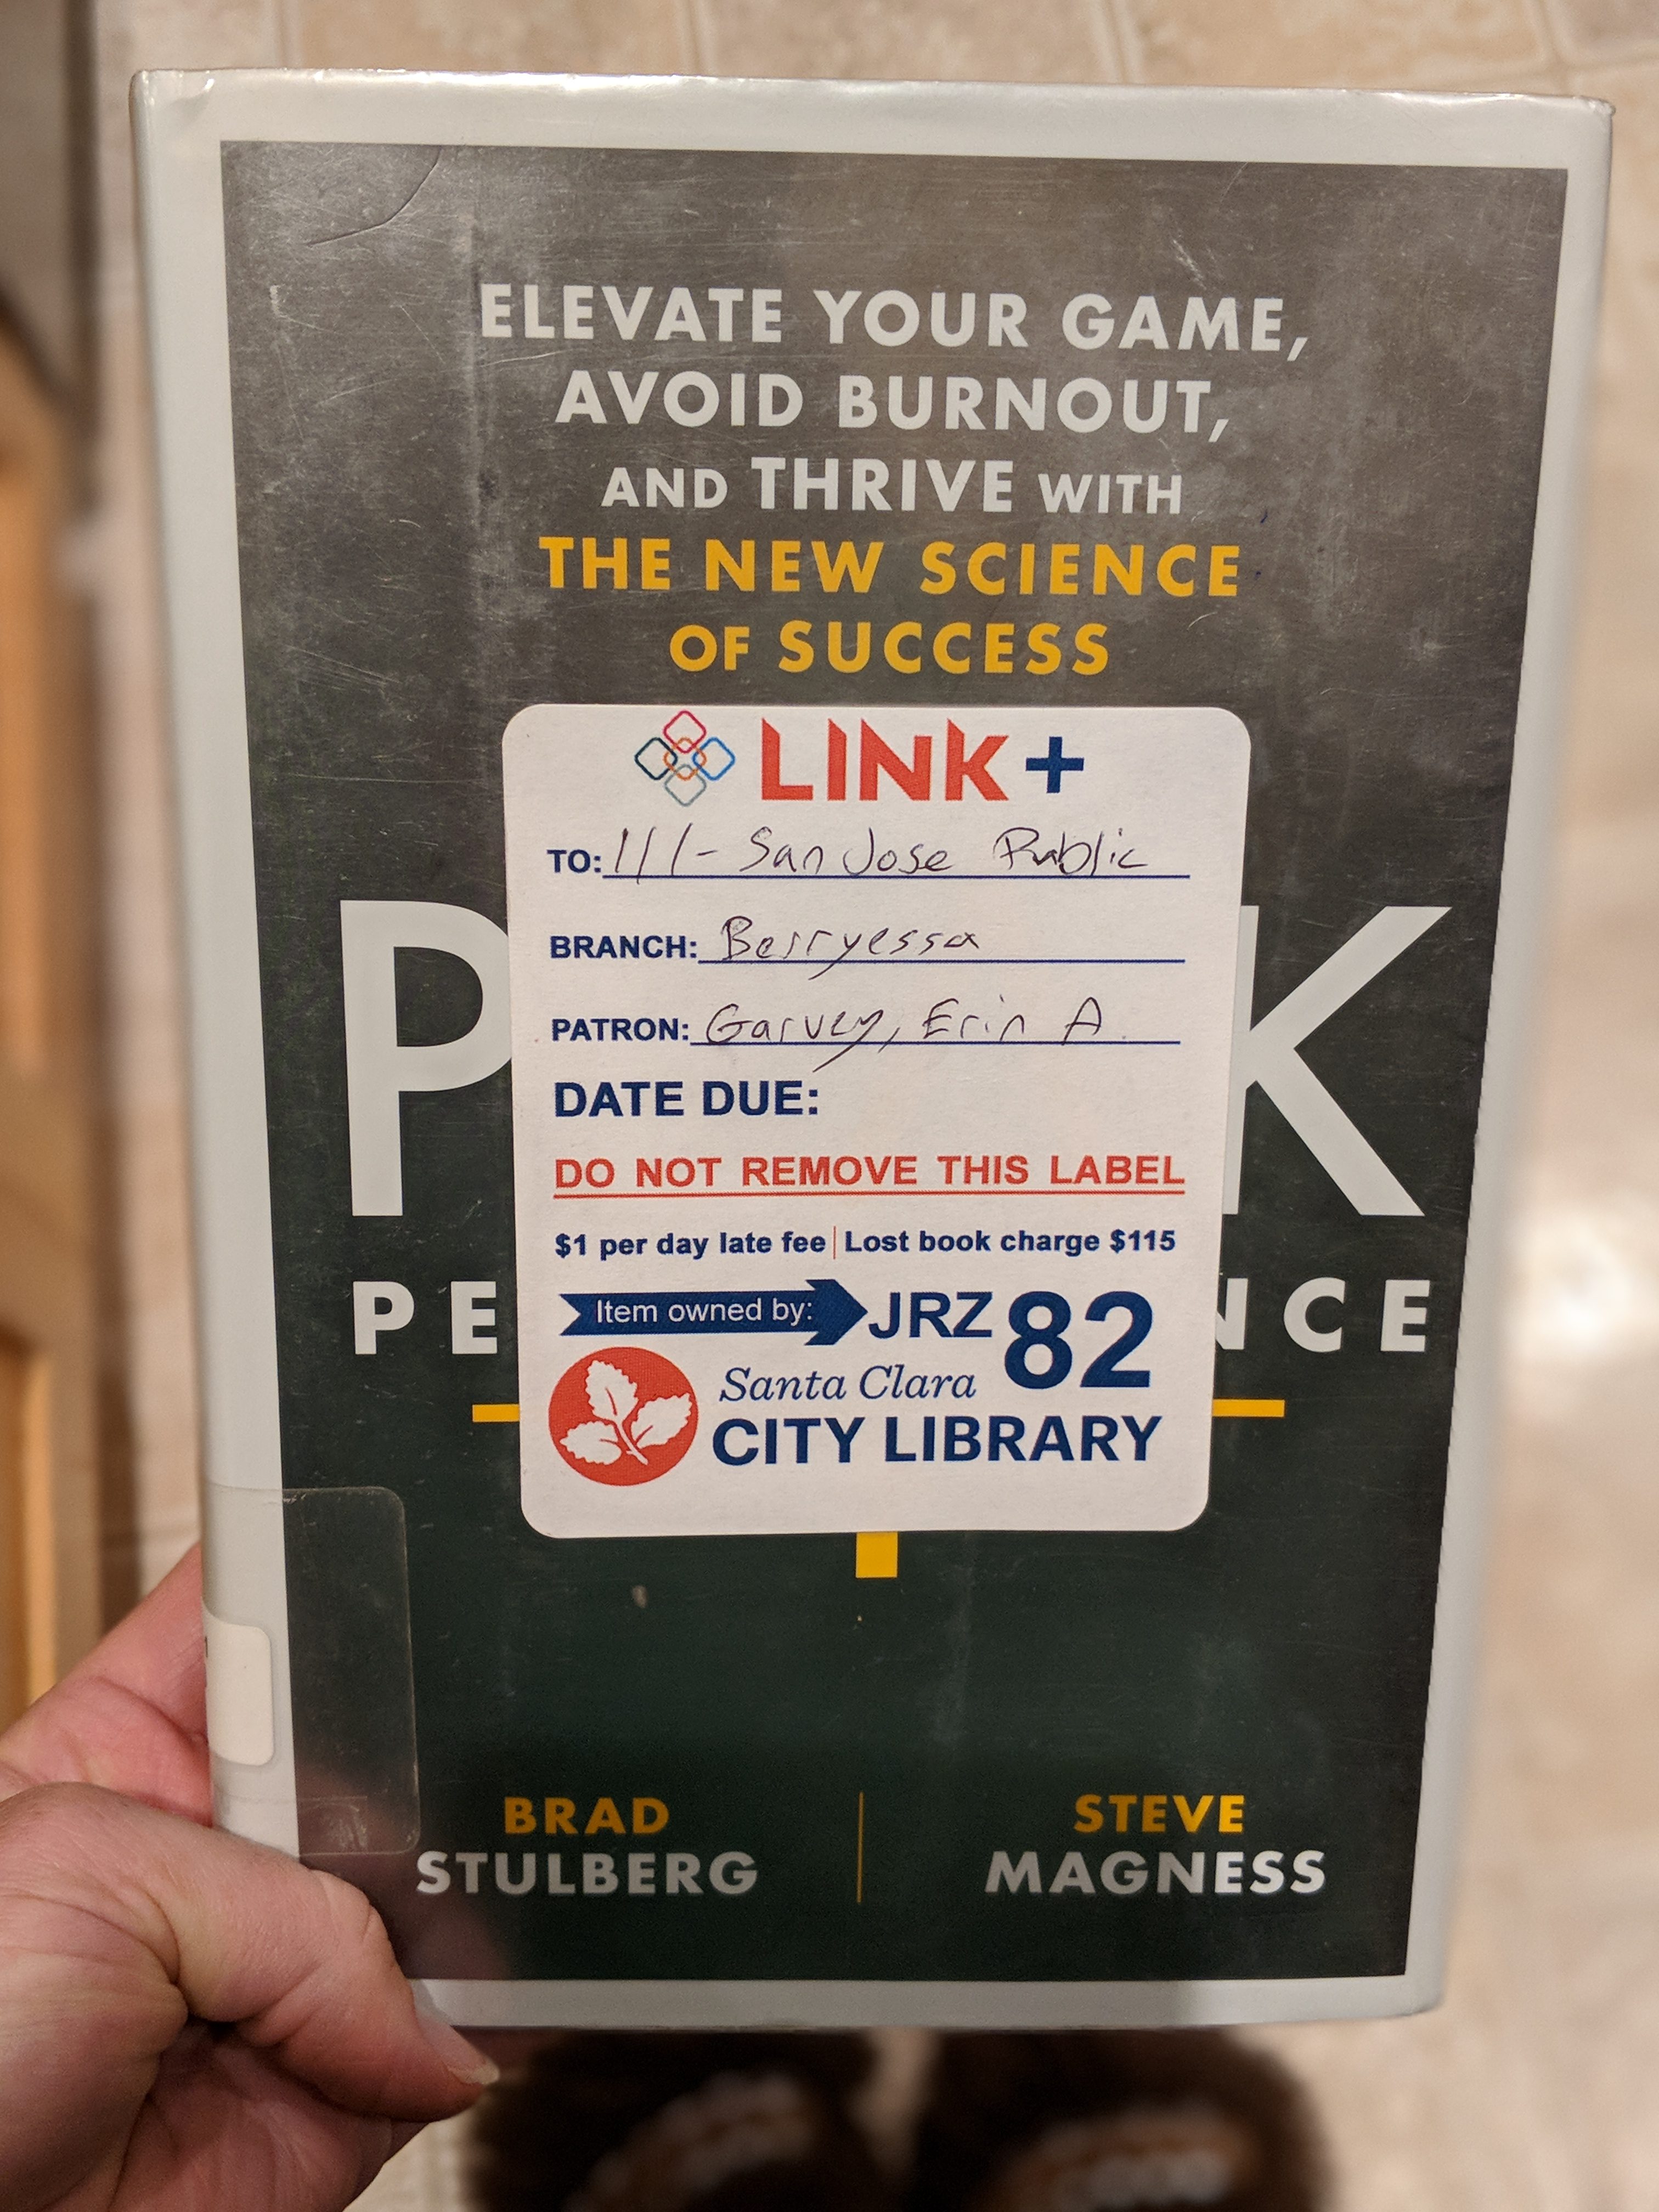 ELEVATE YOUR GAME,
AVOID BURNOUT,
AND THRIVE WITH
THE NEW SCIENCE
OF SUCCESS
LINK+
TO: 111- San Jose Public
BRANCH: Berryessa
PATRON: Garvey, Erin A.
DATE DUE:
DO NOT REMOVE THIS LABEL
$1 per day late fee | Lost book charge $115
Item owned by: JRZ 82
Santa Clara
CITY LIBRARY
P K
PE NCE
BRAD STEVE
STULBERG MAGNESS